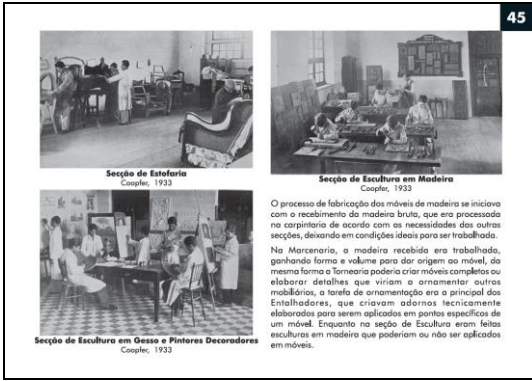 45
Secção de Estofaria
Coopfer, 1933
Secção de Escultura em Madeira
Coopfer, 1933
Secção de Escultura em Gesso e Pintores Decoradores
Coopfer, 1933
O processo de fabricação dos móveis de madeira se iniciava
com o recebimento da madeira bruta, que era processada
na carpintaria de acordo com as necesidades das outras
secções, deixando em condições ideais para ser trabalhada.
Na Marcenaria, a madeira recebida era trabalhada,
ganhando forma e volume para dar origem ao móvel, da
mesma forma a Tornearia poderia criar móveis completos ou
elaborar detalhes que viriam a ornamentar outros
mobiliários, a tarefa de ornamentação era a principal dos
Entalhadores, que criavam adornos tecnicamente
elaborados para serem aplicados em pontos específicos de
um móvel. Enquanto na seção de Escultura eram feitas
esculturas em madeira que poderiam ou não ser aplicados
em móveis.